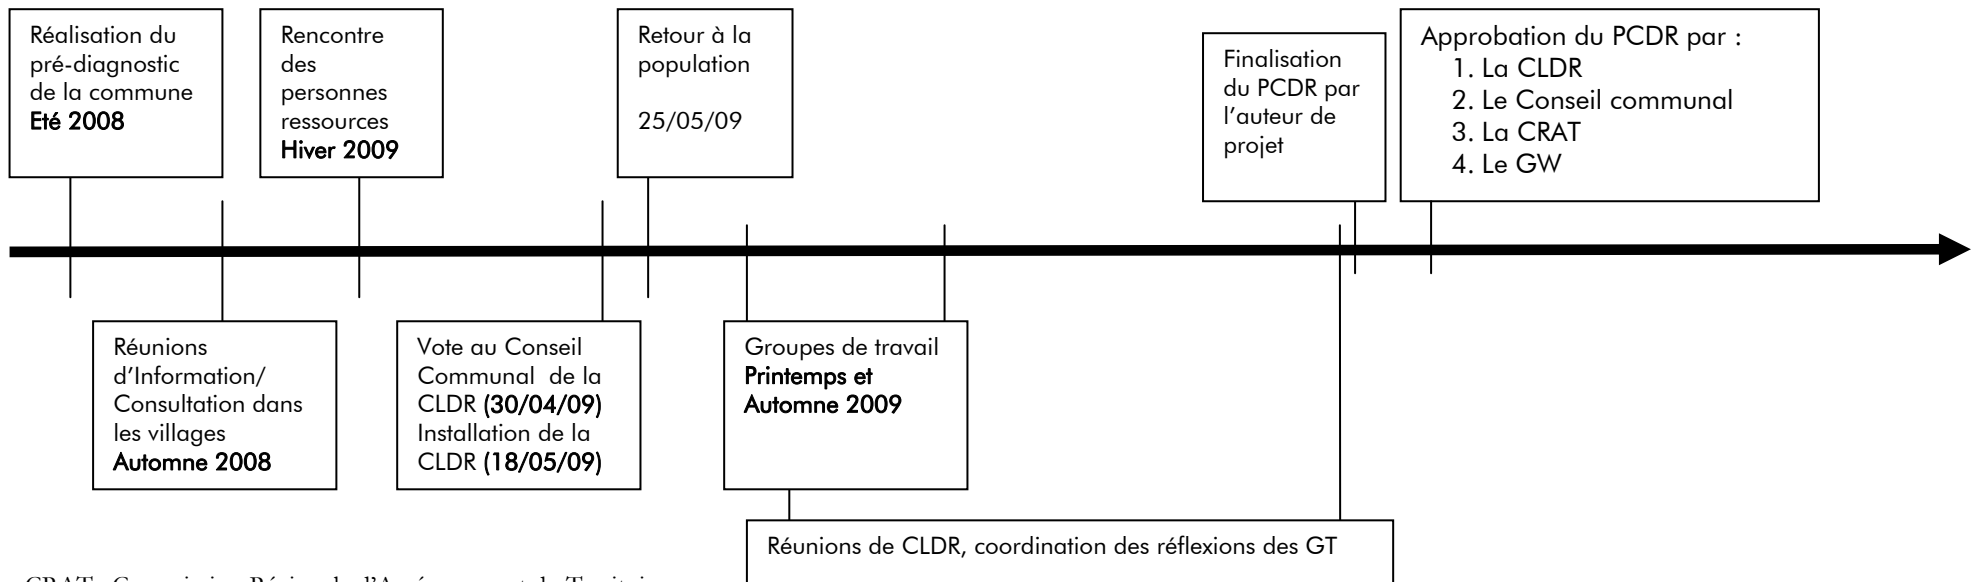 Réalisation du
pré-diagnostic
de la commune
Eté 2008
Rencontre
des
personnes
ressources
Hiver 2009
Retour à la
population
25/05/09
Finalisation
du PCDR par
l'auteur de
projet
Approbation du PCDR par :
1. La CLDR
2. Le Conseil communal
3. La CRAT
4. Le GW
Réunions
d'Information/
Consultation dans
les villages
Automne 2008
Vote au Conseil
Communal de la
CLDR (30/04/09)
Installation de la
CLDR (18/05/09)
Groupes de travail
Printemps et
Automne 2009
Réunions de CLDR, coordination des réflexions des GT